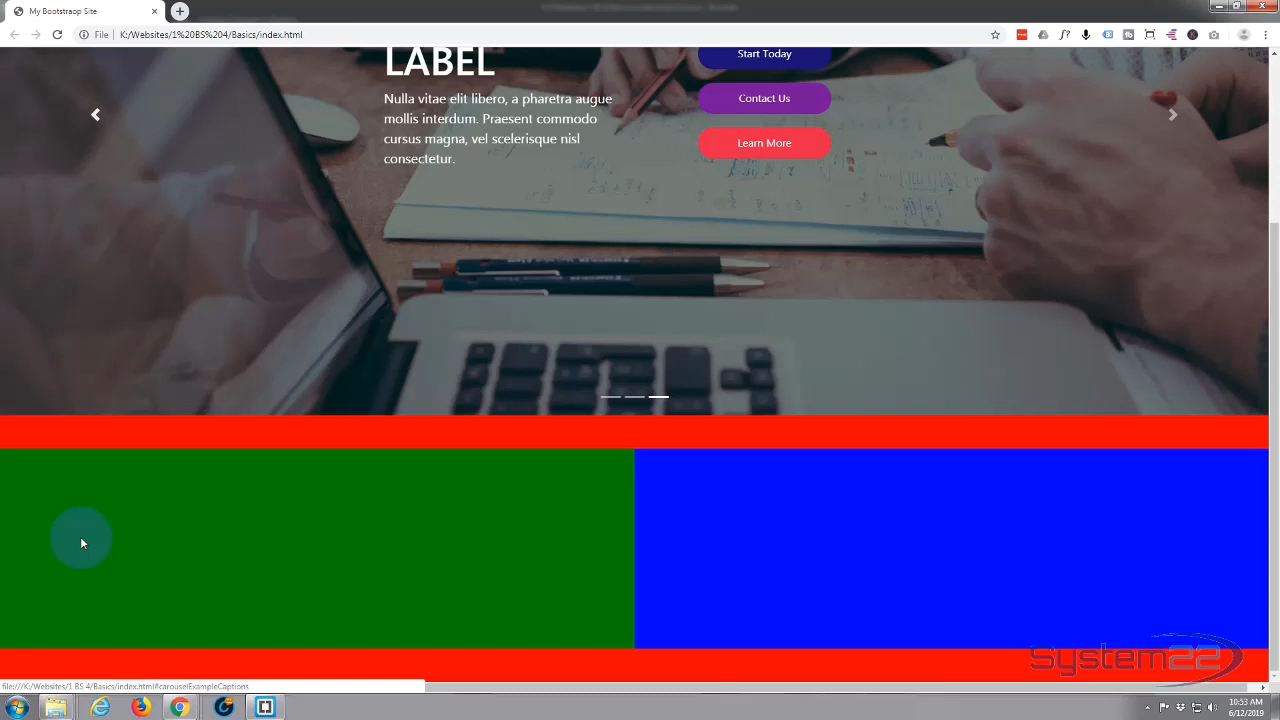 My Bootstraop Site
File
K:/Websites/1%20BS%204/Basics/index.html
LABEL
Nulla vitae elit libero, a pharetra augue
mollis interdum. Praesent commodo
cursus magna, vel scelerisque nisl
consectetur.
Start Today
Contact Us
Learn More
System22
file:///K:/Websites/1 BS 4/Basics/index.html#carouselExampleCaptions
10:53 AM
6/12/2019